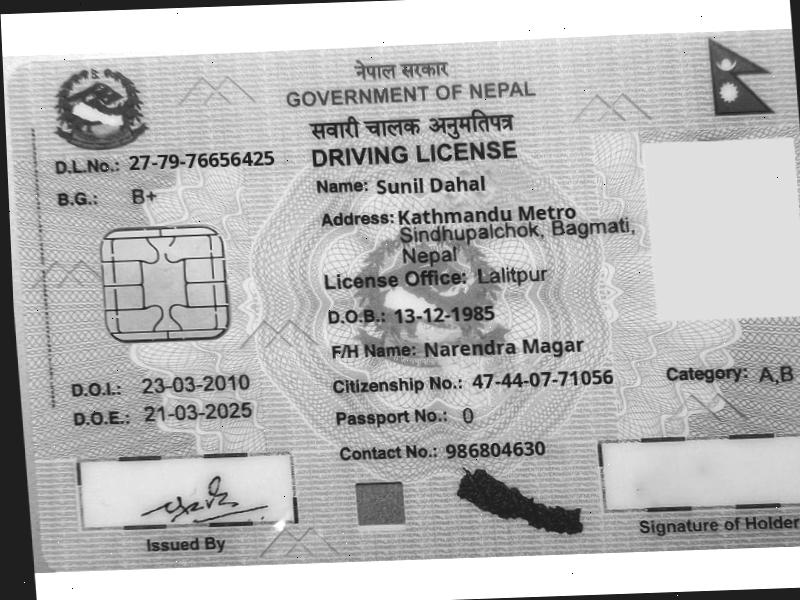 नेपाल सरकार
GOVERNMENT OF NEPAL
सवारी चालक अनुमतिपत्र
DRIVING LICENSE
D.L.No.: 27-79-76656425
B.G.: B+
Name: Sunil Dahal
Address: Kathmandu Metro
Sindhupalchok, Bagmati,
Nepal
License Office: Lalitpur
D.O.B.: 13-12-1985
F/H Name: Narendra Magar
D.O.I.: 23-03-2010
Citizenship No.: 47-44-07-71056
Category: A,B
D.O.E.: 21-03-2025
Passport No.: 0
Contact No.: 986804630
Issued By
Signature of Holder